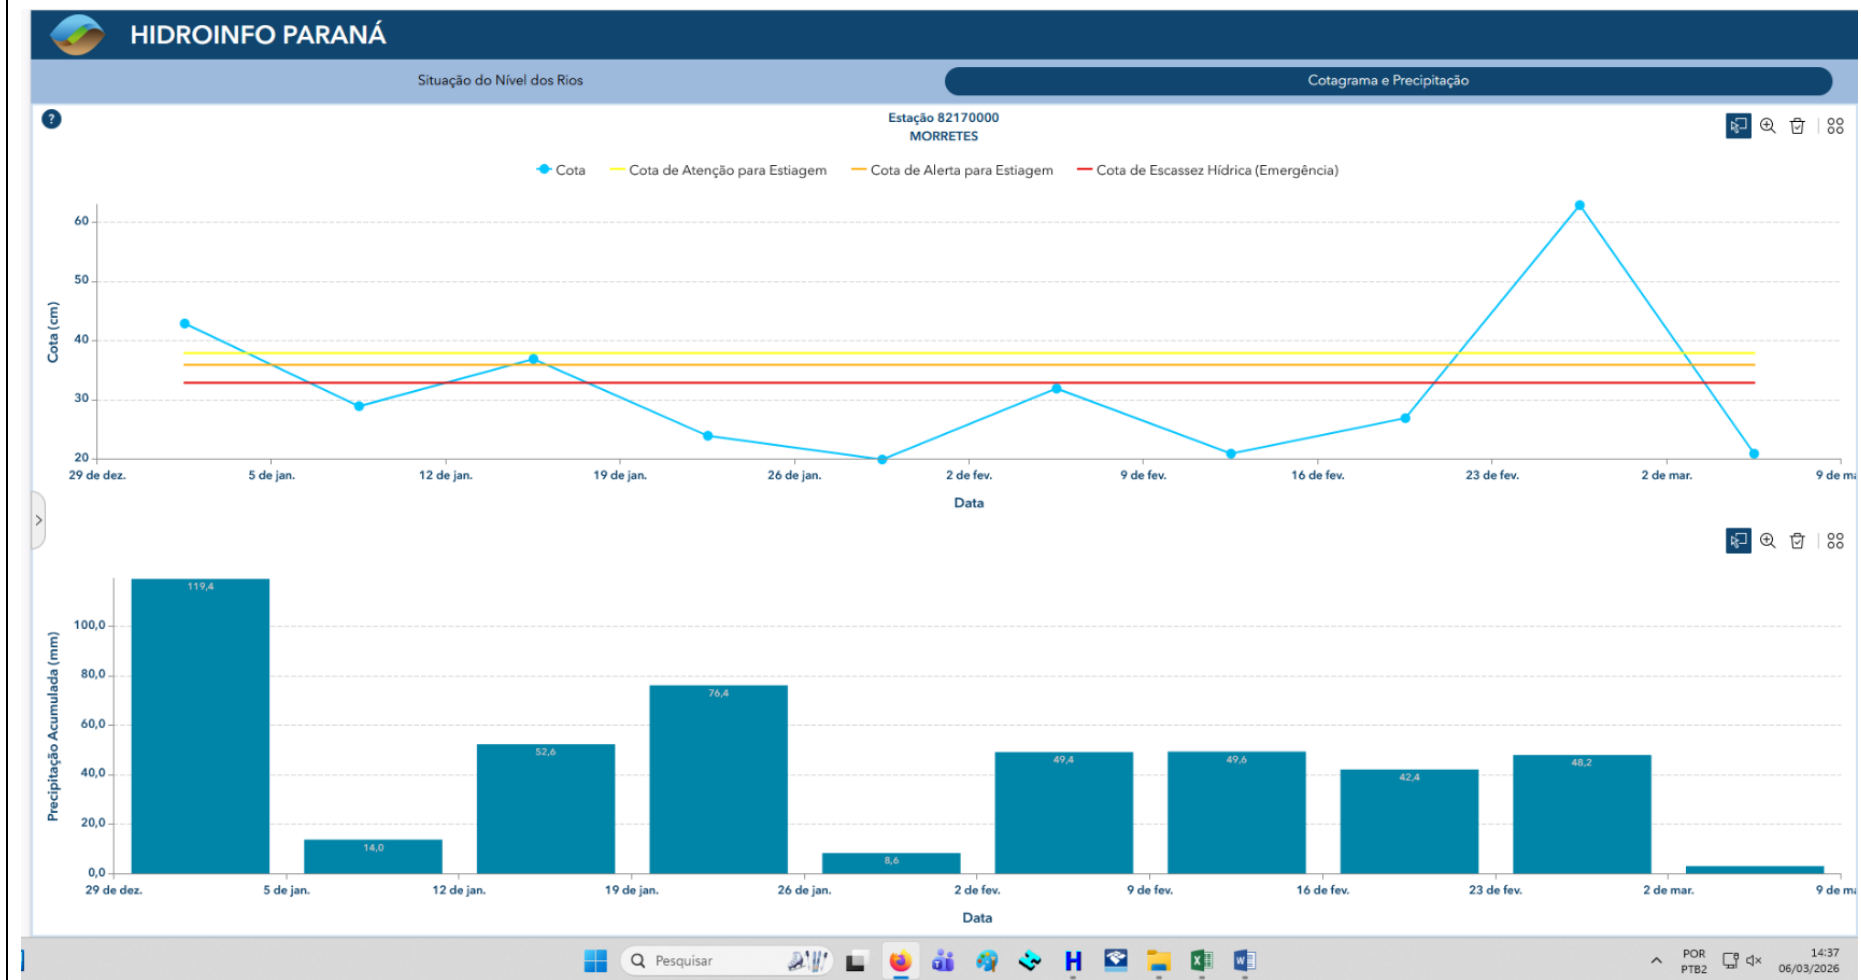 HIDROINFO PARANÁ
Situação do Nível dos Rios
Cotagrama e Precipitação
?
Estação 82170000
MORRETES
Cota
Cota de Atenção para Estiagem
Cota de Alerta para Estiagem
Cota de Escassez Hídrica (Emergência)
Cota (cm)
60
50
40
30
20
29 de dez.
5 de jan.
12 de jan.
19 de jan.
26 de jan.
2 de fev.
9 de fev.
16 de fev.
23 de fev.
2 de mar.
9 de ma
Data
Precipitação Acumulada (mm)
100,0
80,0
60,0
40,0
20,0
0,0
119,4
14,0
52,6
76,4
8,6
49,4
49,6
42,4
48,2
29 de dez.
5 de jan.
12 de jan.
19 de jan.
26 de jan.
2 de fev.
9 de fev.
16 de fev.
23 de fev.
2 de mar.
9 de ma
Data
Pesquisar
H
POR
PTB2
14:37
06/03/2026